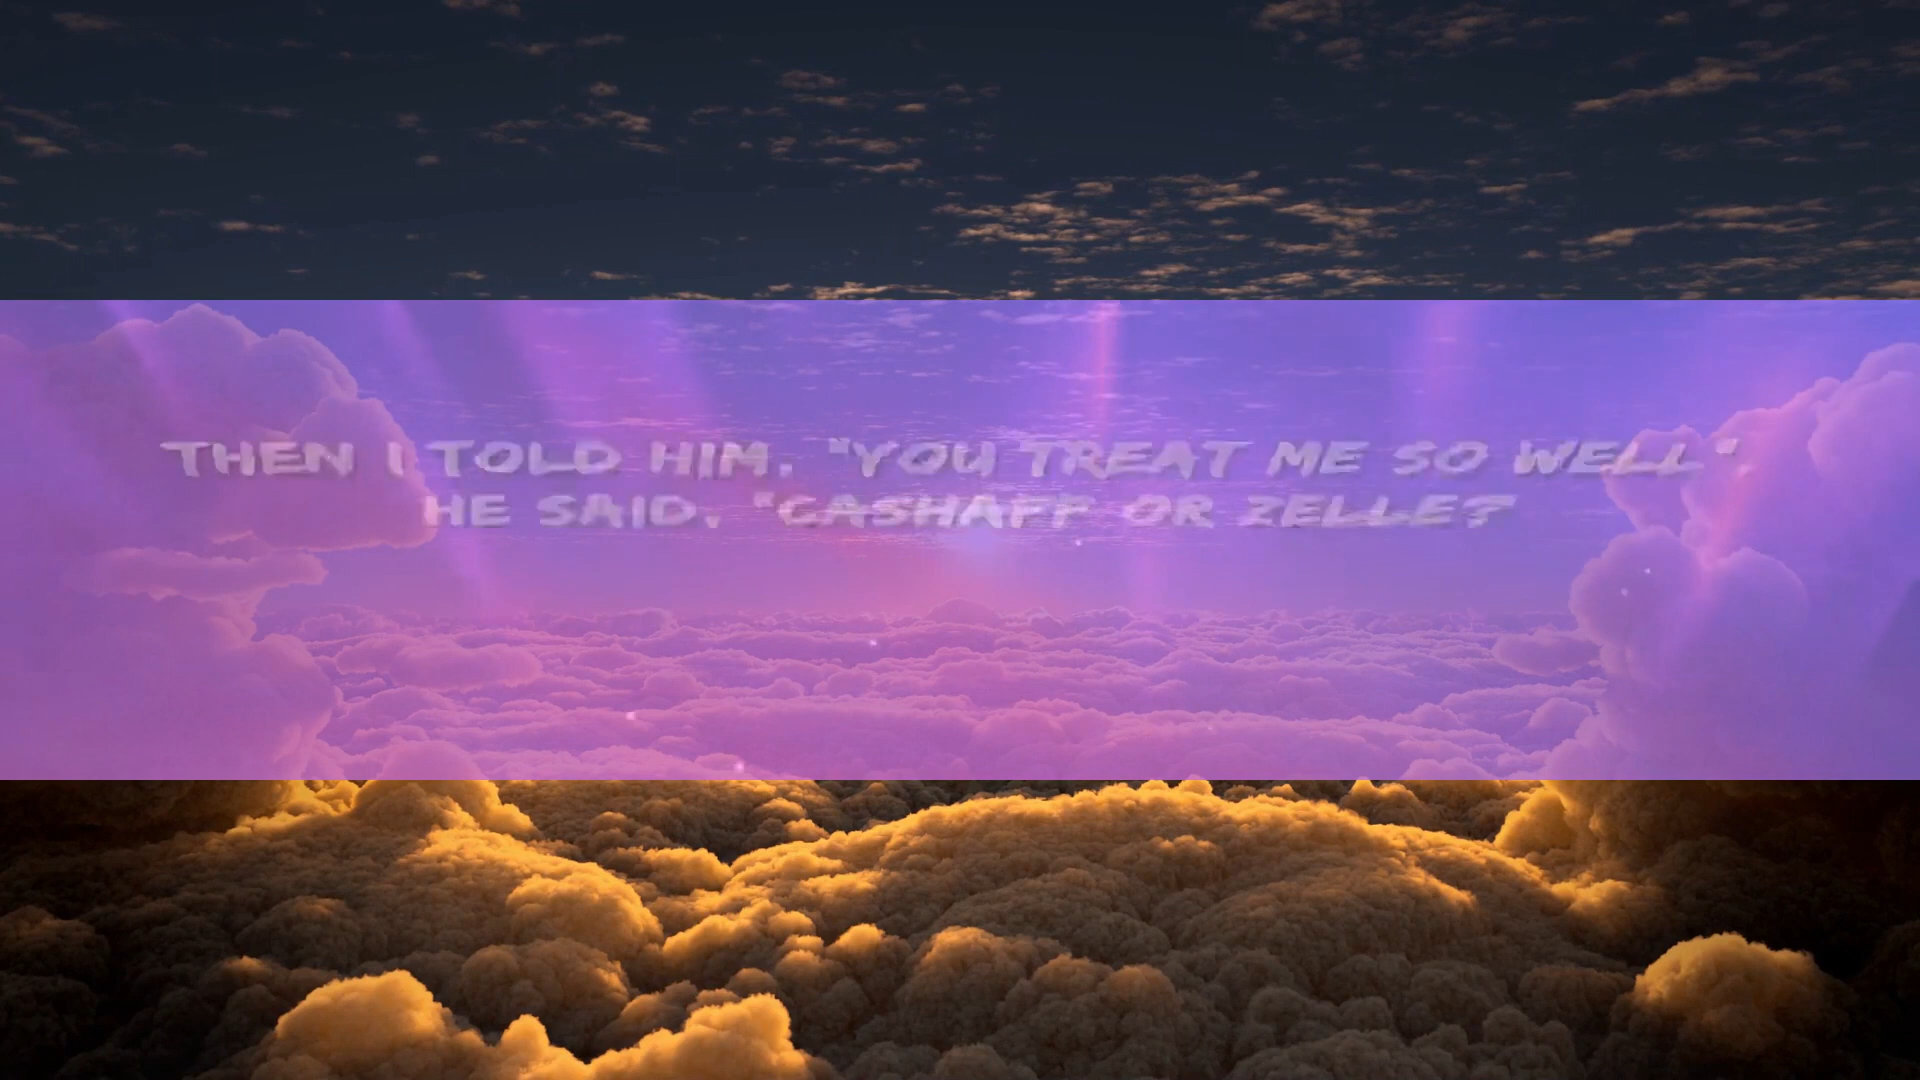 THEN I TOLD HIM, "YOU TREAT ME SO WELL"
HE SAID, "CASHAPP OR ZELLE?